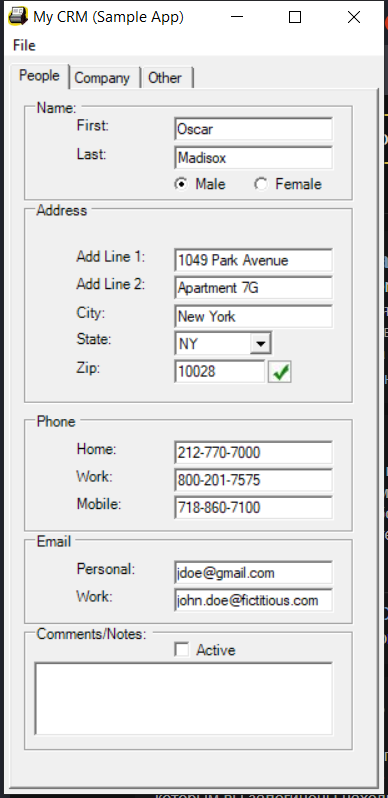 My CRM (Sample App)
File
People Company Other
Name:
First: Oscar
Last: Madisox
Male Female
Address
Add Line 1: 1049 Park Avenue
Add Line 2: Apartment 7G
City: New York
State: NY
Zip: 10028
Phone
Home: 212-770-7000
Work: 800-201-7575
Mobile: 718-860-7100
Email
Personal: jdoe@gmail.com
Work: john.doe@fictitious.com
Comments/Notes:
Active